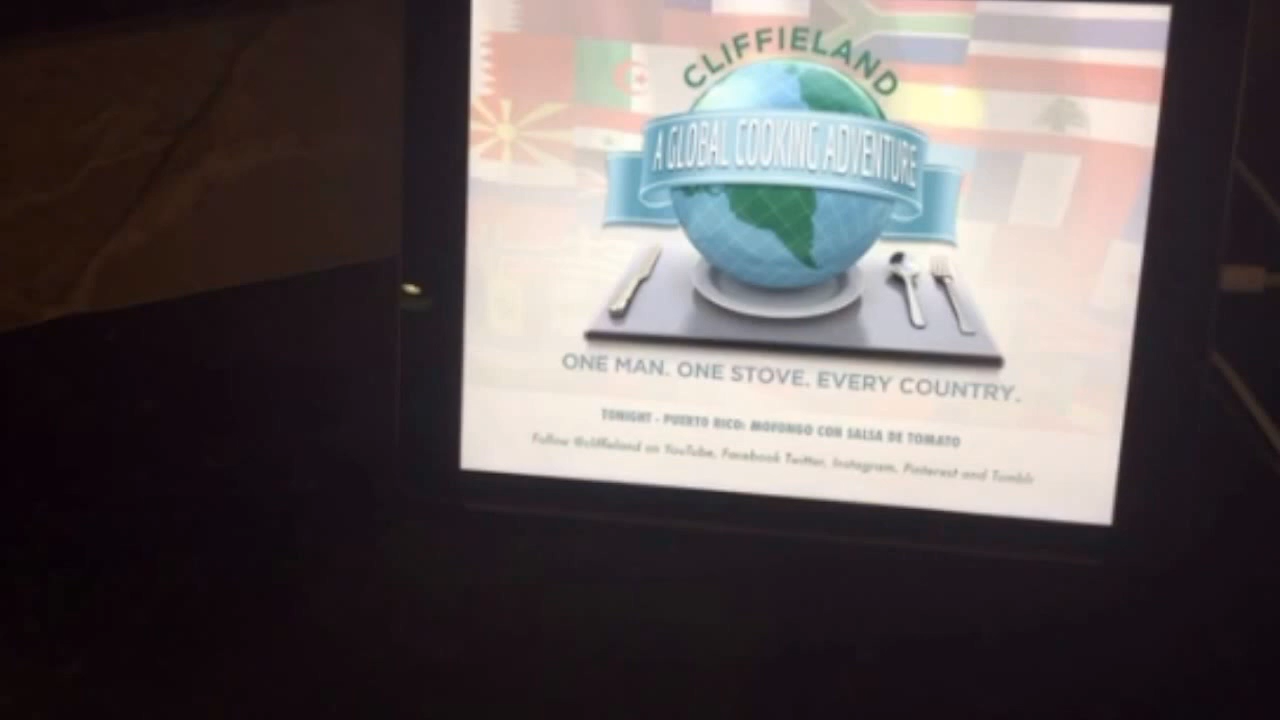 CLIFFIELAND
A GLOBAL COOKING ADVENTURE
ONE MAN. ONE STOVE. EVERY COUNTRY.
TONIGHT - PUERTO RICO: MOFONGO CON SALSA DE TOMATO
Follow @cliffieland on YouTube, Facebook Twitter, Instagram, Pinterest and Tumblr